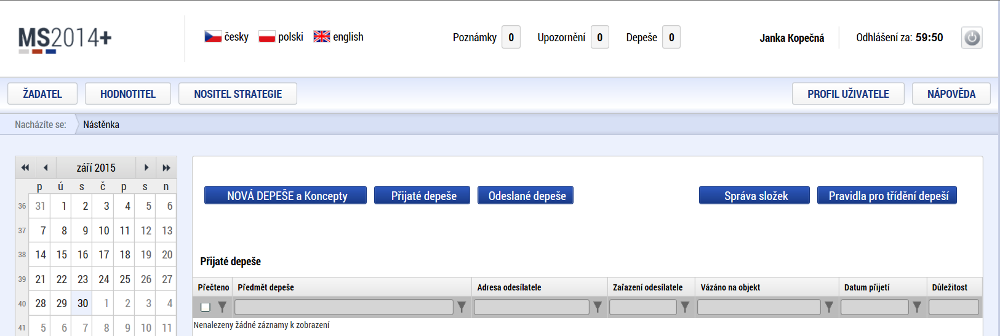 MS2014+ česky polski english Poznámky 0 Upozornění 0 Depeše 0 Janka Kopečná Odhlášení za: 59:50
ŽADATEL HODNOTITEL NOSITEL STRATEGIE PROFIL UŽIVATELE NÁPOVĚDA
Nacházíte se: Nástěnka
září 2015
p ú s č p s n
36 31 1 2 3 4 5 6
37 7 8 9 10 11 12 13
38 14 15 16 17 18 19 20
39 21 22 23 24 25 26 27
40 28 29 30 1 2 3 4
41 5 6 7 8 9 10 11
NOVÁ DEPEŠE a Koncepty Přijaté depeše Odeslané depeše Správa složek Pravidla pro třídění depeší
Přijaté depeše
Přečteno Předmět depeše Adresa odesílatele Zařazení odesílatele Vázáno na objekt Datum přijetí Důležitost
Nenalezeny žádné záznamy k zobrazení